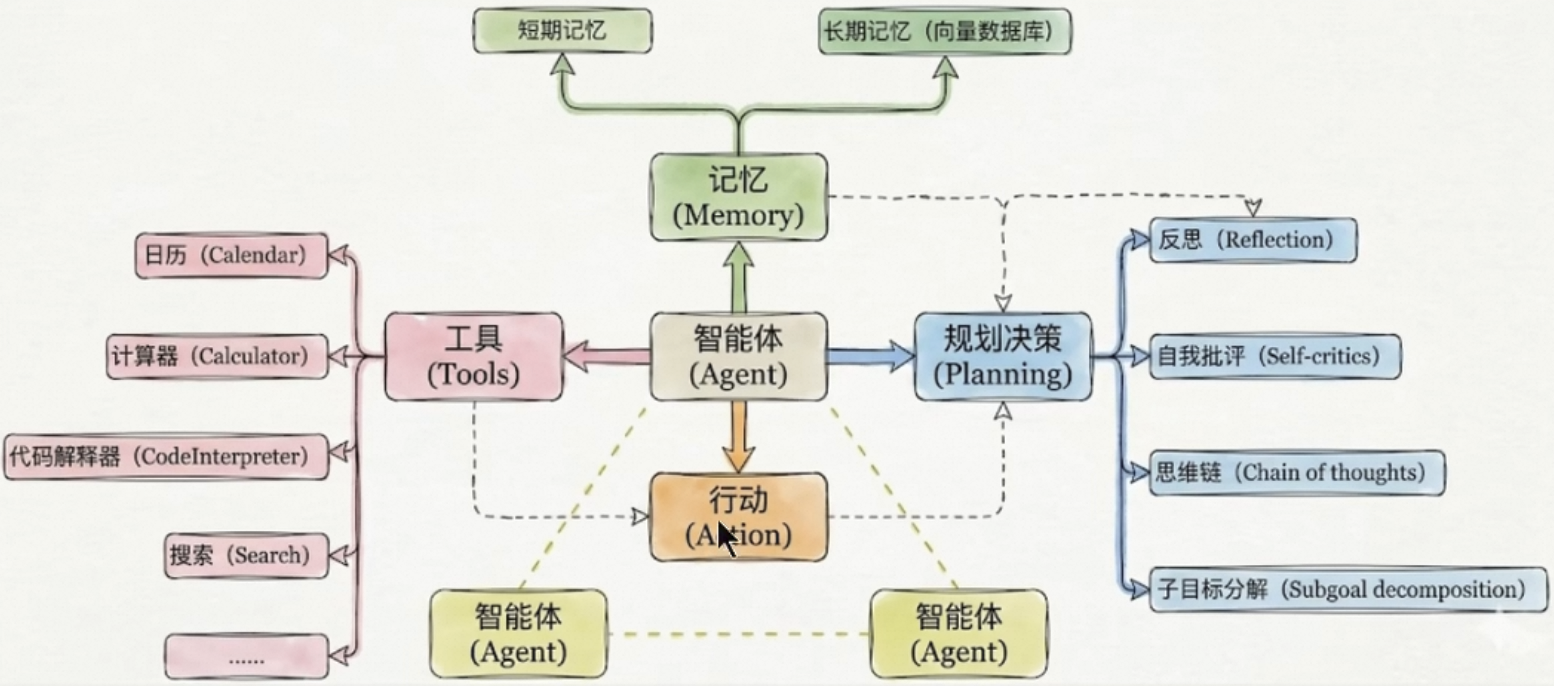 短期记忆
长期记忆（向量数据库）
记忆
(Memory)
日历（Calendar）
反思（Reflection）
工具
(Tools)
智能体
(Agent)
规划决策
(Planning)
计算器（Calculator）
自我批评（Self-critics）
代码解释器（CodeInterpreter）
思维链（Chain of thoughts）
行动
(Action)
搜索（Search）
子目标分解（Subgoal decomposition）
智能体
(Agent)
智能体
(Agent)
......